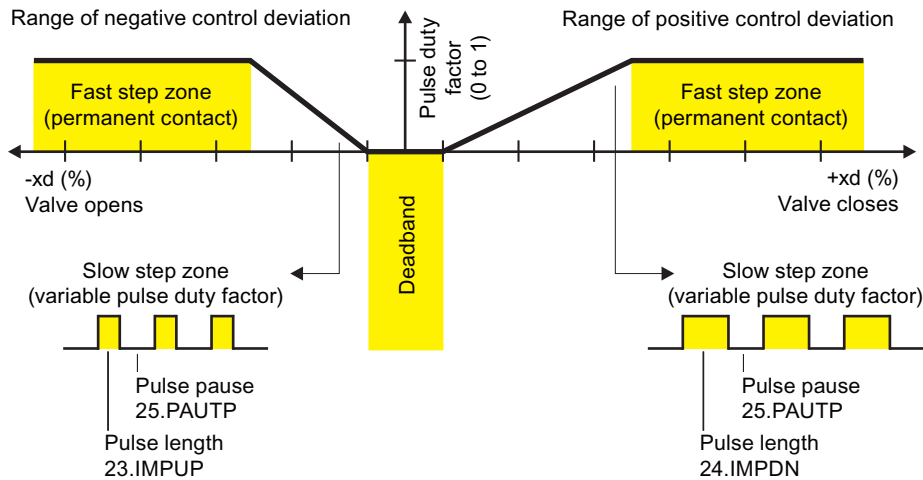 Range of negative control deviation
Range of positive control deviation
Pulse duty
factor
(0 to 1)
Fast step zone
(permanent contact)
Fast step zone
(permanent contact)
-xd (%)
Valve opens
+xd (%)
Valve closes
Deadband
Slow step zone
(variable pulse duty factor)
Slow step zone
(variable pulse duty factor)
Pulse pause
25.PAUTP
Pulse length
23.IMPUP
Pulse pause
25.PAUTP
Pulse length
24.IMPDN